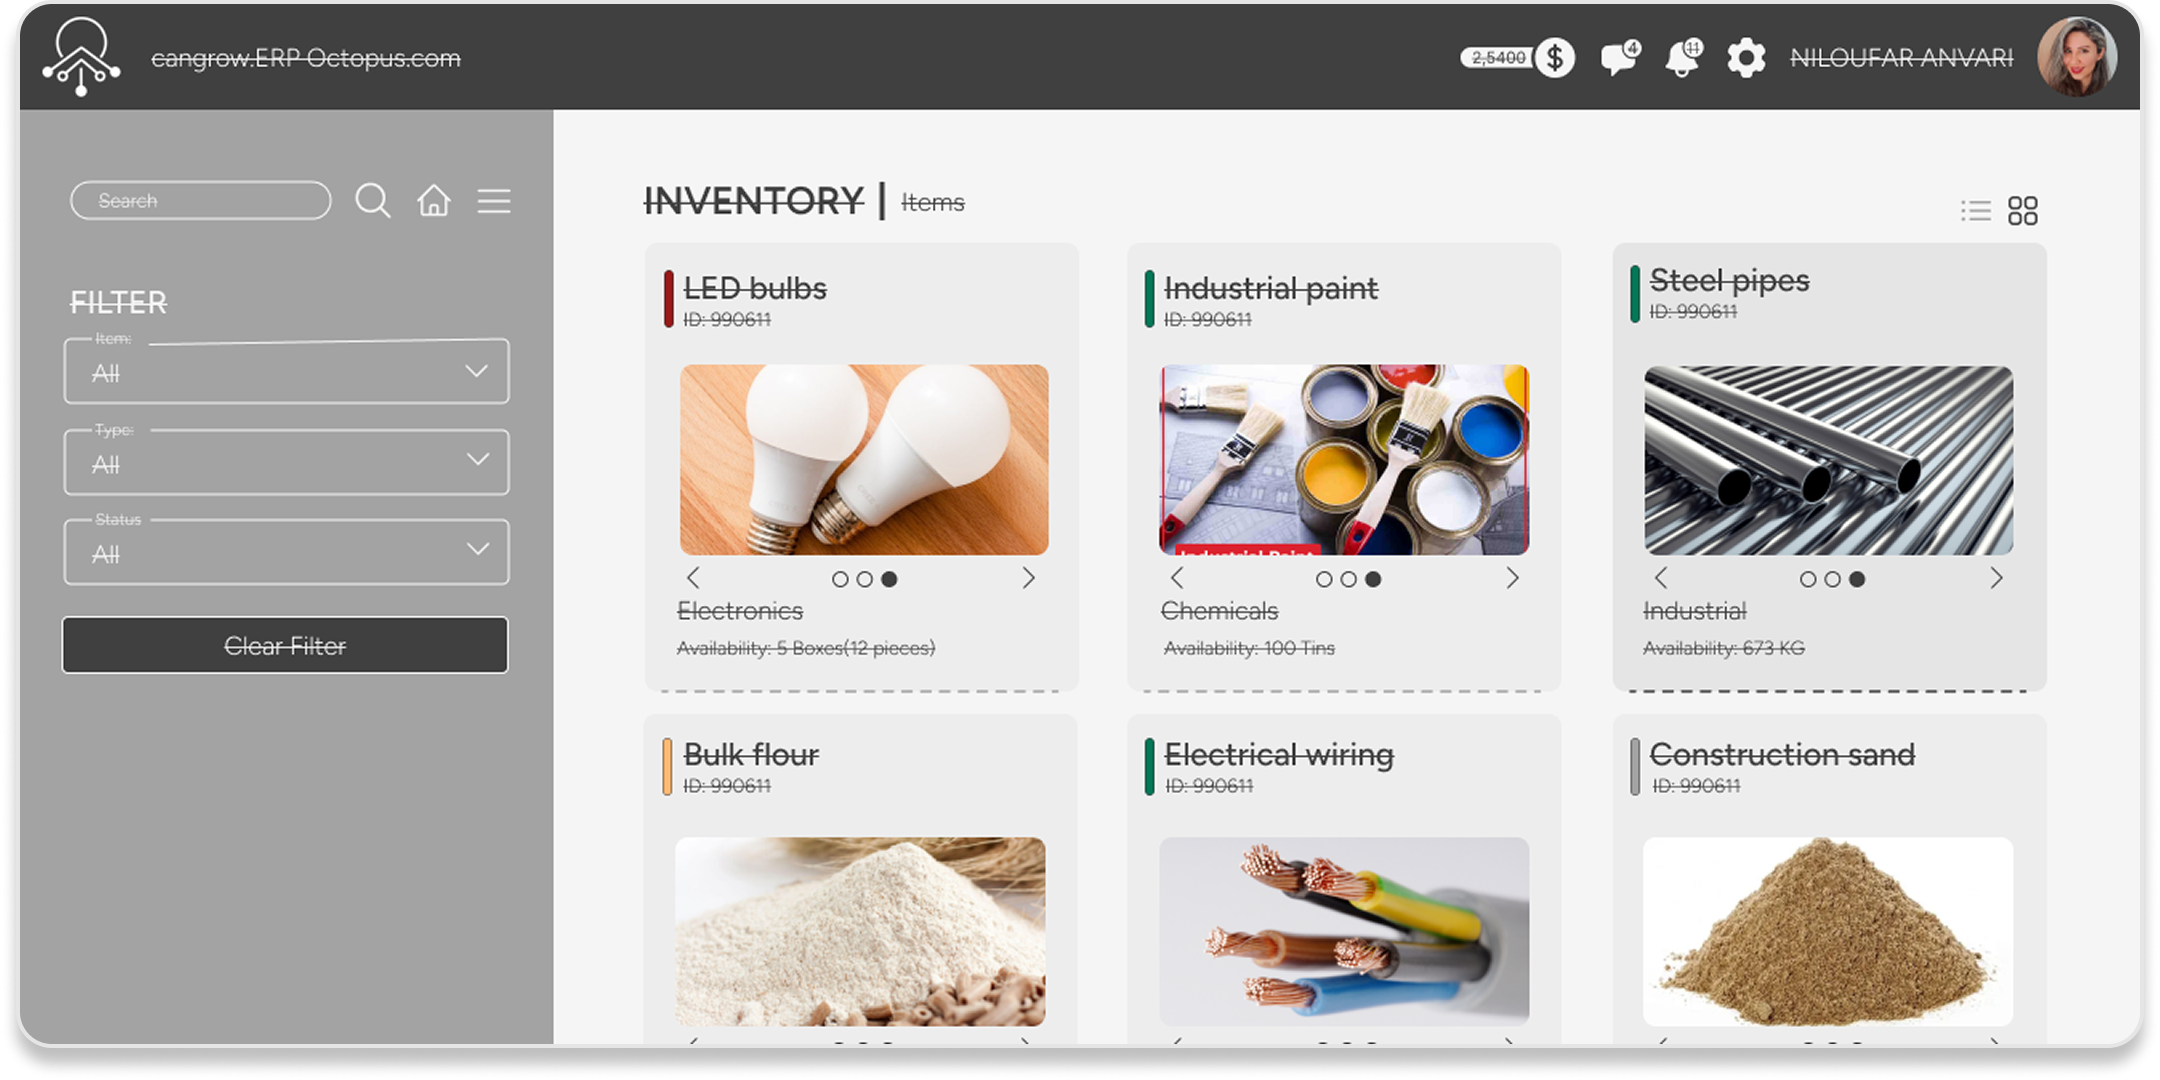 cangrow.ERP Octopus.com
2,5400 $ 4 11 NILOUFAR ANVARI
Search
FILTER
Item:
All
Type:
All
Status
All
Clear Filter
INVENTORY | Items
LED bulbs
ID: 990611
Electronics
Availability: 5 Boxes(12 pieces)
Industrial paint
ID: 990611
Industrial Paint
Chemicals
Availability: 100 Tins
Steel pipes
ID: 990611
Industrial
Availability: 673 KG
Bulk flour
ID: 990611
Electrical wiring
ID: 990611
Construction sand
ID: 990611